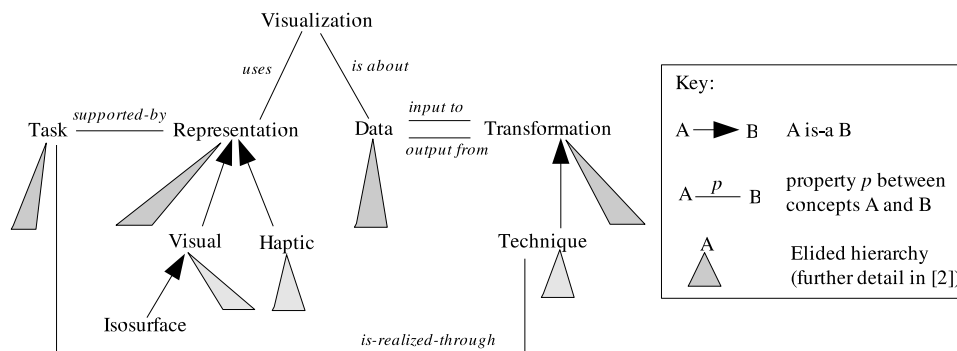 Visualization
uses
is about
supported-by
input to
Task
Representation
Data
Transformation
output from
Visual
Haptic
Technique
Isosurface
is-realized-through
Key:
A B A is-a B
A p B property p between
concepts A and B
A
Elided hierarchy
(further detail in [2])